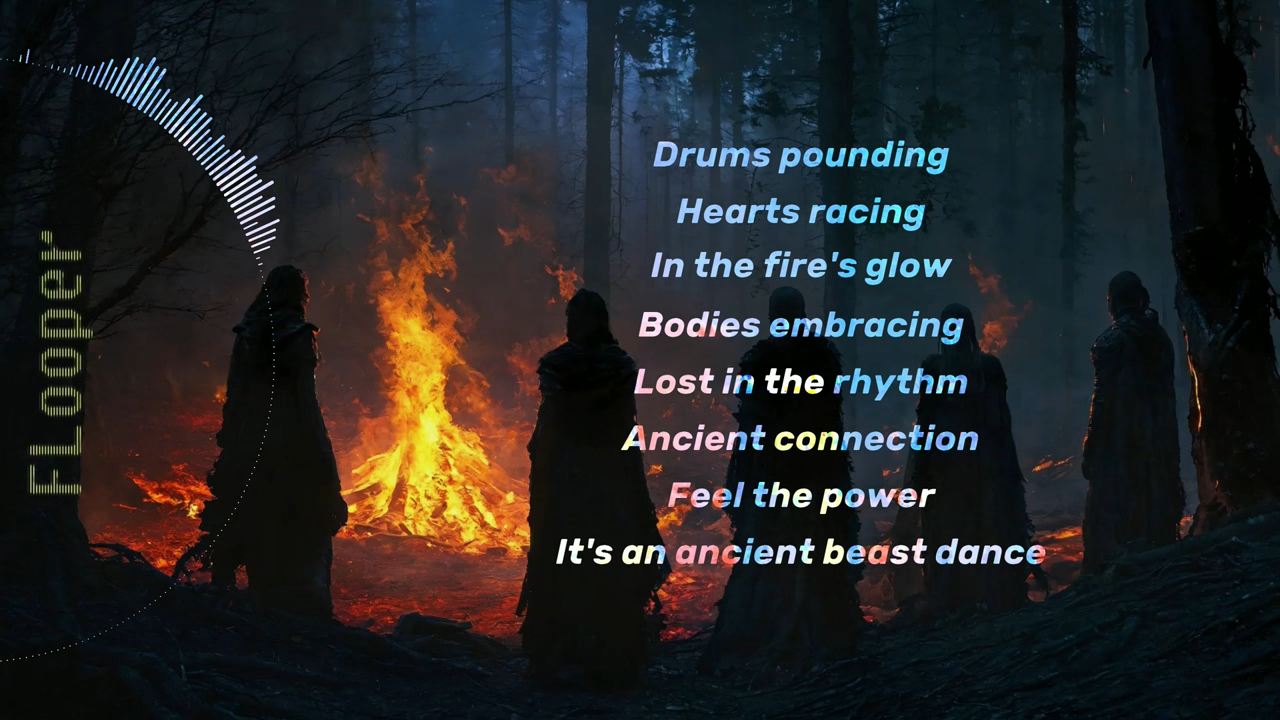 FLooper
Drums pounding
Hearts racing
In the fire's glow
Bodies embracing
Lost in the rhythm
Ancient connection
Feel the power
It's an ancient beast dance